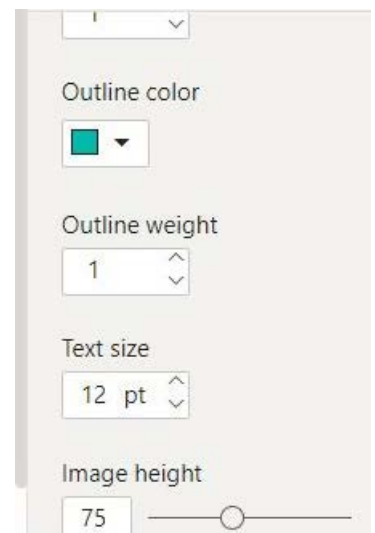 Outline color
Outline weight
1
Text size
12 pt
Image height
75